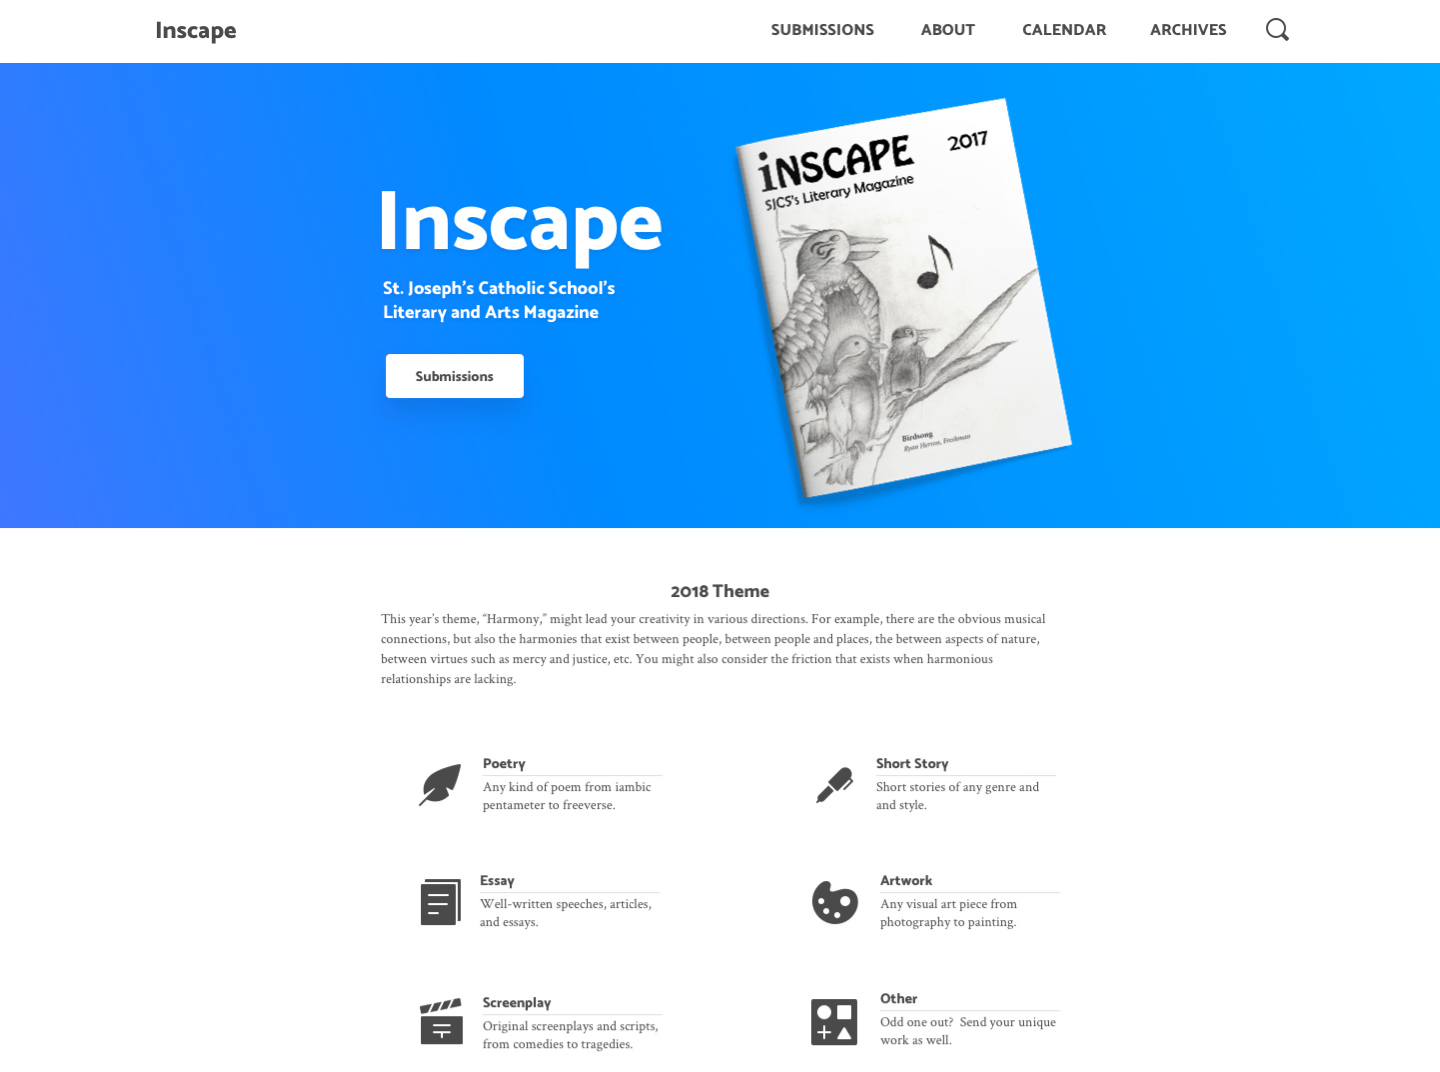 Inscape
SUBMISSIONS
ABOUT
CALENDAR
ARCHIVES
Inscape
St. Joseph's Catholic School's
Literary and Arts Magazine
Submissions
iNSCAPE
2017
SJCS's Literary Magazine
Birdsong
Ryan Herron, Freshman
2018 Theme
This year's theme, “Harmony,” might lead your creativity in various directions. For example, there are the obvious musical
connections, but also the harmonies that exist between people, between people and places, the between aspects of nature,
between virtues such as mercy and justice, etc. You might also consider the friction that exists when harmonious
relationships are lacking.
Poetry
Any kind of poem from iambic
pentameter to freeverse.
Short Story
Short stories of any genre and
and style.
Essay
Well-written speeches, articles,
and essays.
Artwork
Any visual art piece from
photography to painting.
Screenplay
Original screenplays and scripts,
from comedies to tragedies.
Other
Odd one out?  Send your unique
work as well.